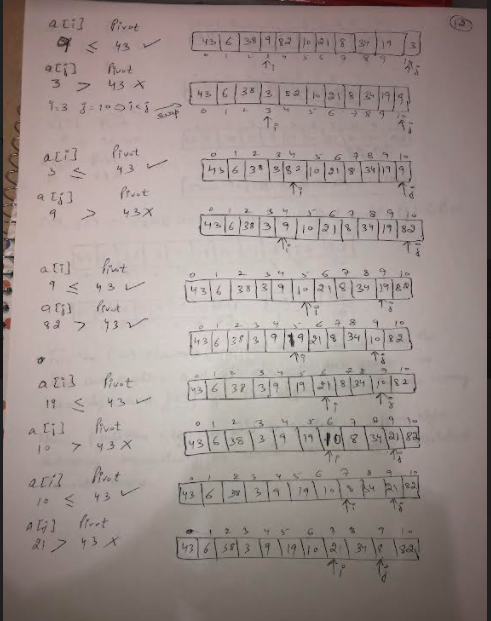 12
a[i] Pivot
9 ≤ 43 ✓
43 6 38 9 82 10 21 8 34 19 3
↑i j
a[j] Pivot
3 > 43 X
i=3 j=10 ⇒ i<j swap
43 6 38 3 82 10 21 8 34 19 9
0 1 2 3 4 5 6 7 8 9 10
↑i ↑j
a[i] Pivot
3 ≤ 43 ✓
0 1 2 3 4 5 6 7 8 9 10
43 6 38 3 82 10 21 8 34 19 9
↑i ↑j
a[j] Pivot
9 > 43 X
0 1 2 3 4 5 6 7 8 9 10
43 6 38 3 9 10 21 8 34 19 82
↑i ↑j
a[i] Pivot
9 ≤ 43 ✓
0 1 2 3 4 5 6 7 8 9 10
43 6 38 3 9 10 21 8 34 19 82
↑i ↑j
a[j] Pivot
82 > 43 ✓
0 1 2 3 4 5 6 7 8 9 10
43 6 38 3 9 19 21 8 34 10 82
↑i ↑j
a[i] Pivot
19 ≤ 43 ✓
0 1 2 3 4 5 6 7 8 9 10
43 6 38 3 9 19 21 8 34 10 82
↑i ↑j
a[j] Pivot
10 > 43 X
0 1 2 3 4 5 6 7 8 9 10
43 6 38 3 9 19 10 8 34 21 82
↑i ↑j
a[i] Pivot
10 ≤ 43 ✓
0 1 2 3 4 5 6 7 8 9 10
43 6 38 3 9 19 10 8 34 21 82
↑i ↑j
a[j] Pivot
21 > 43 X
0 1 2 3 4 5 6 7 8 9 10
43 6 38 3 9 19 10 21 34 8 82
↑i ↑j